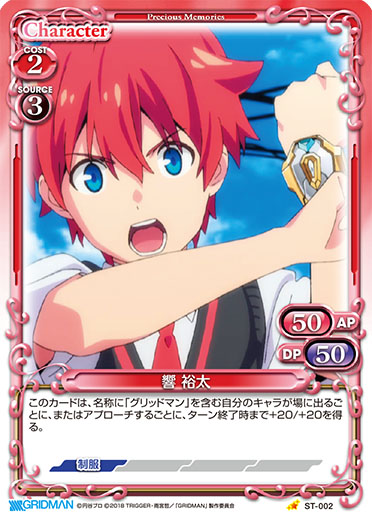 Precious Memories
Character
COST
2
SOURCE
3
50 AP
DP 50
響 裕太
このカードは、名称に「グリッドマン」を含む自分のキャラが場に出るご
とに、またはアプローチするごとに、ターン終了時まで+20/+20を得
る。
制服
GRIDMAN
©円谷プロ ©2018 TRIGGER・雨宮哲/「GRIDMAN」製作委員会
ST-002